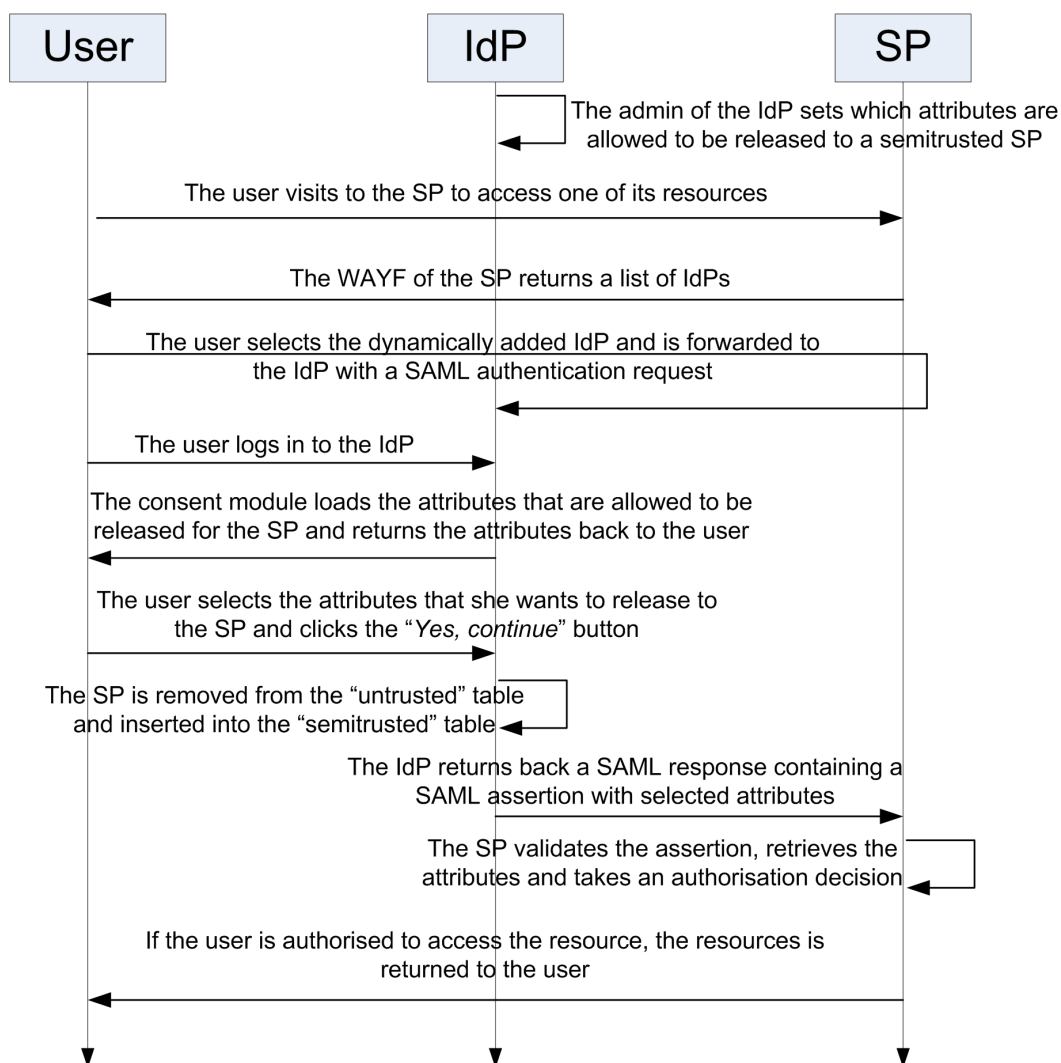 User
IdP
SP
The admin of the IdP sets which attributes are
allowed to be released to a semitrusted SP
The user visits to the SP to access one of its resources
The WAYF of the SP returns a list of IdPs
The user selects the dynamically added IdP and is forwarded to
the IdP with a SAML authentication request
The user logs in to the IdP
The consent module loads the attributes that are allowed to be
released for the SP and returns the attributes back to the user
The user selects the attributes that she wants to release to
the SP and clicks the “Yes, continue” button
The SP is removed from the “untrusted” table
and inserted into the “semitrusted” table
The IdP returns back a SAML response containing a
SAML assertion with selected attributes
The SP validates the assertion, retrieves the
attributes and takes an authorisation decision
If the user is authorised to access the resource, the resources is
returned to the user